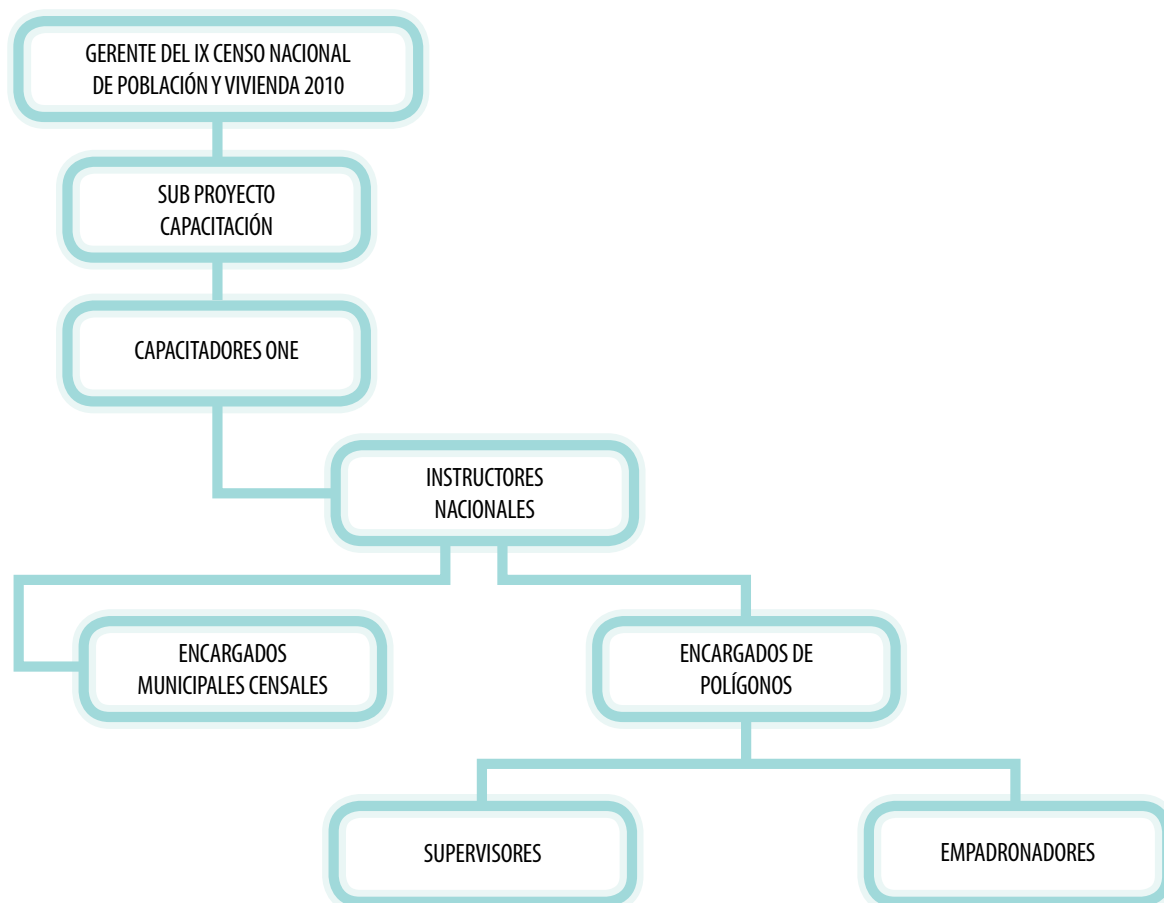 GERENTE DEL IX CENSO NACIONAL
DE POBLACIÓN Y VIVIENDA 2010
SUB PROYECTO
CAPACITACIÓN
CAPACITADORES ONE
INSTRUCTORES
NACIONALES
ENCARGADOS
MUNICIPALES CENSALES
ENCARGADOS DE
POLÍGONOS
SUPERVISORES
EMPADRONADORES